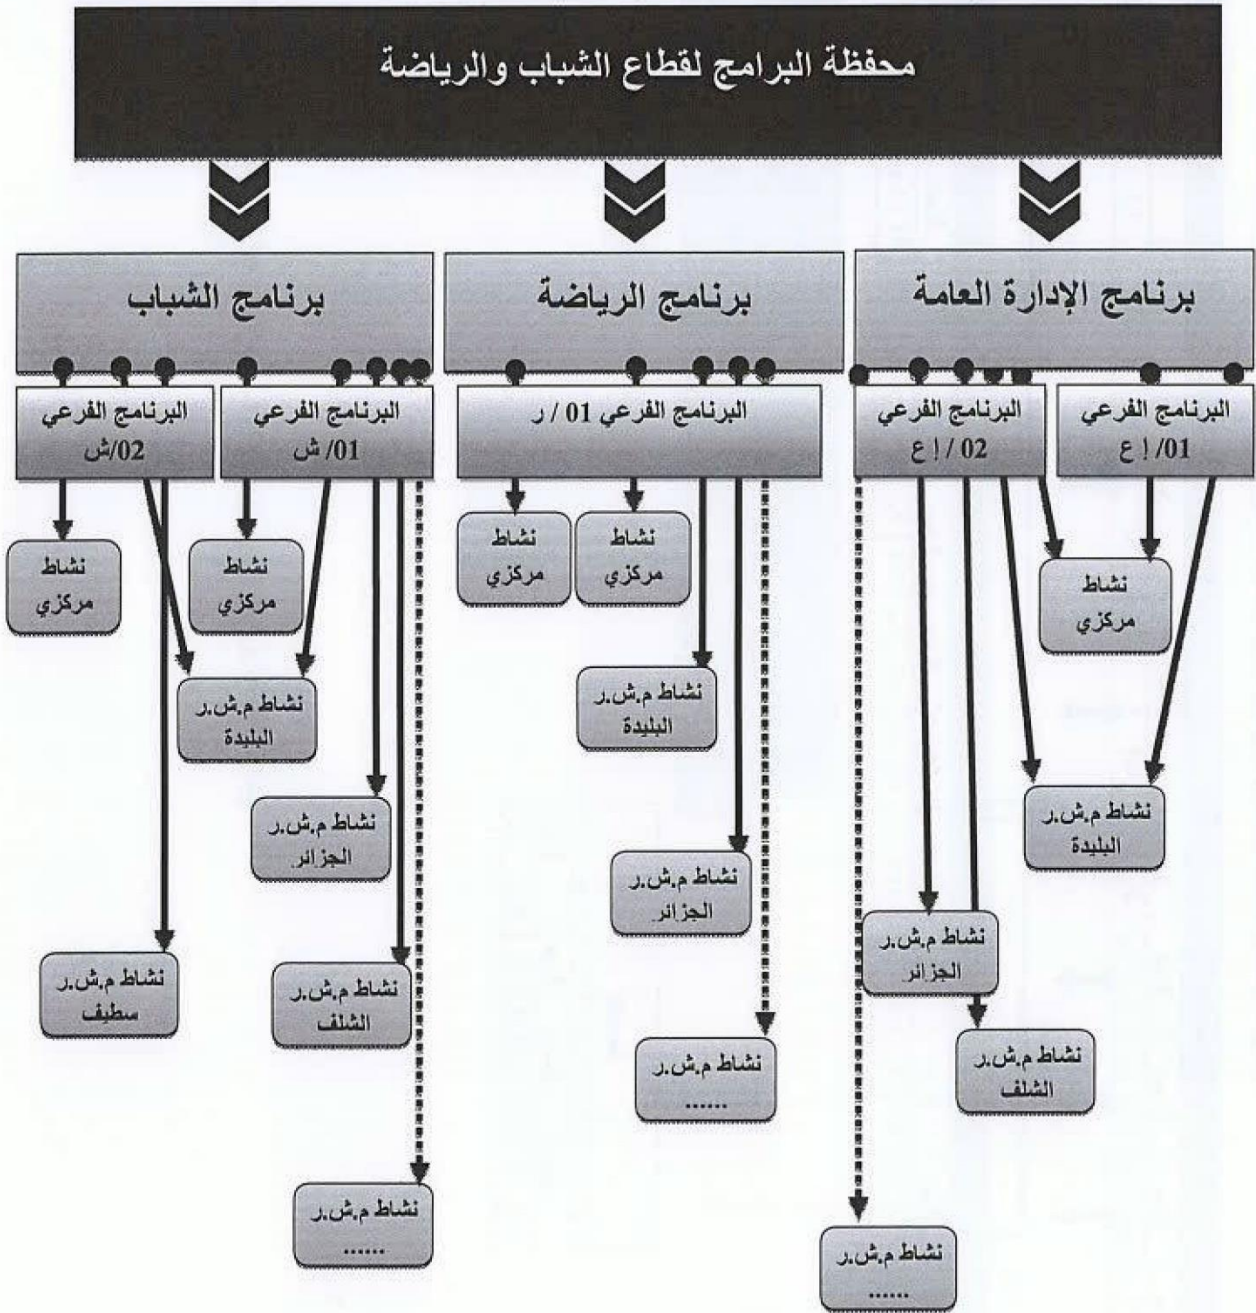 محفظة البرامج لقطاع الشباب والرياضة
برنامج الإدارة العامة
برنامج الرياضة
برنامج الشباب
البرنامج الفرعي
01/ إ ع
البرنامج الفرعي
02 / إ ع
البرنامج الفرعي 01 / ر
البرنامج الفرعي
01/ ش
البرنامج الفرعي
02/ش
نشاط
مركزي
نشاط م.ش.ر
البليدة
نشاط م.ش.ر
الجزائر
نشاط م.ش.ر
الشلف
نشاط م.ش.ر
......
نشاط
مركزي
نشاط
مركزي
نشاط م.ش.ر
البليدة
نشاط م.ش.ر
الجزائر
نشاط م.ش.ر
......
نشاط
مركزي
نشاط
مركزي
نشاط م.ش.ر
البليدة
نشاط م.ش.ر
الجزائر
نشاط م.ش.ر
الشلف
نشاط م.ش.ر
سطيف
نشاط م.ش.ر
......